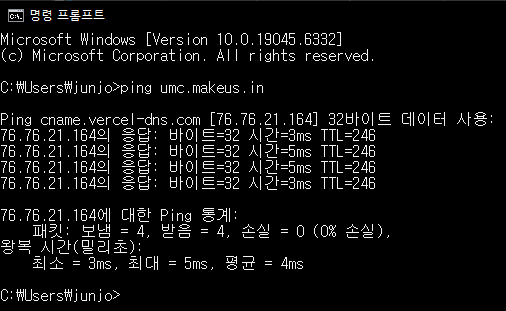 명령 프롬프트
Microsoft Windows [Version 10.0.19045.6332]
(c) Microsoft Corporation. All rights reserved.
C:\Users\junjo>ping umc.makeus.in
Ping cname.vercel-dns.com [76.76.21.164] 32바이트 데이터 사용:
76.76.21.164의 응답: 바이트=32 시간=3ms TTL=246
76.76.21.164의 응답: 바이트=32 시간=5ms TTL=246
76.76.21.164의 응답: 바이트=32 시간=5ms TTL=246
76.76.21.164의 응답: 바이트=32 시간=3ms TTL=246
76.76.21.164에 대한 Ping 통계:
패킷: 보냄 = 4, 받음 = 4, 손실 = 0 (0% 손실),
왕복 시간(밀리초):
최소 = 3ms, 최대 = 5ms, 평균 = 4ms
C:\Users\junjo>